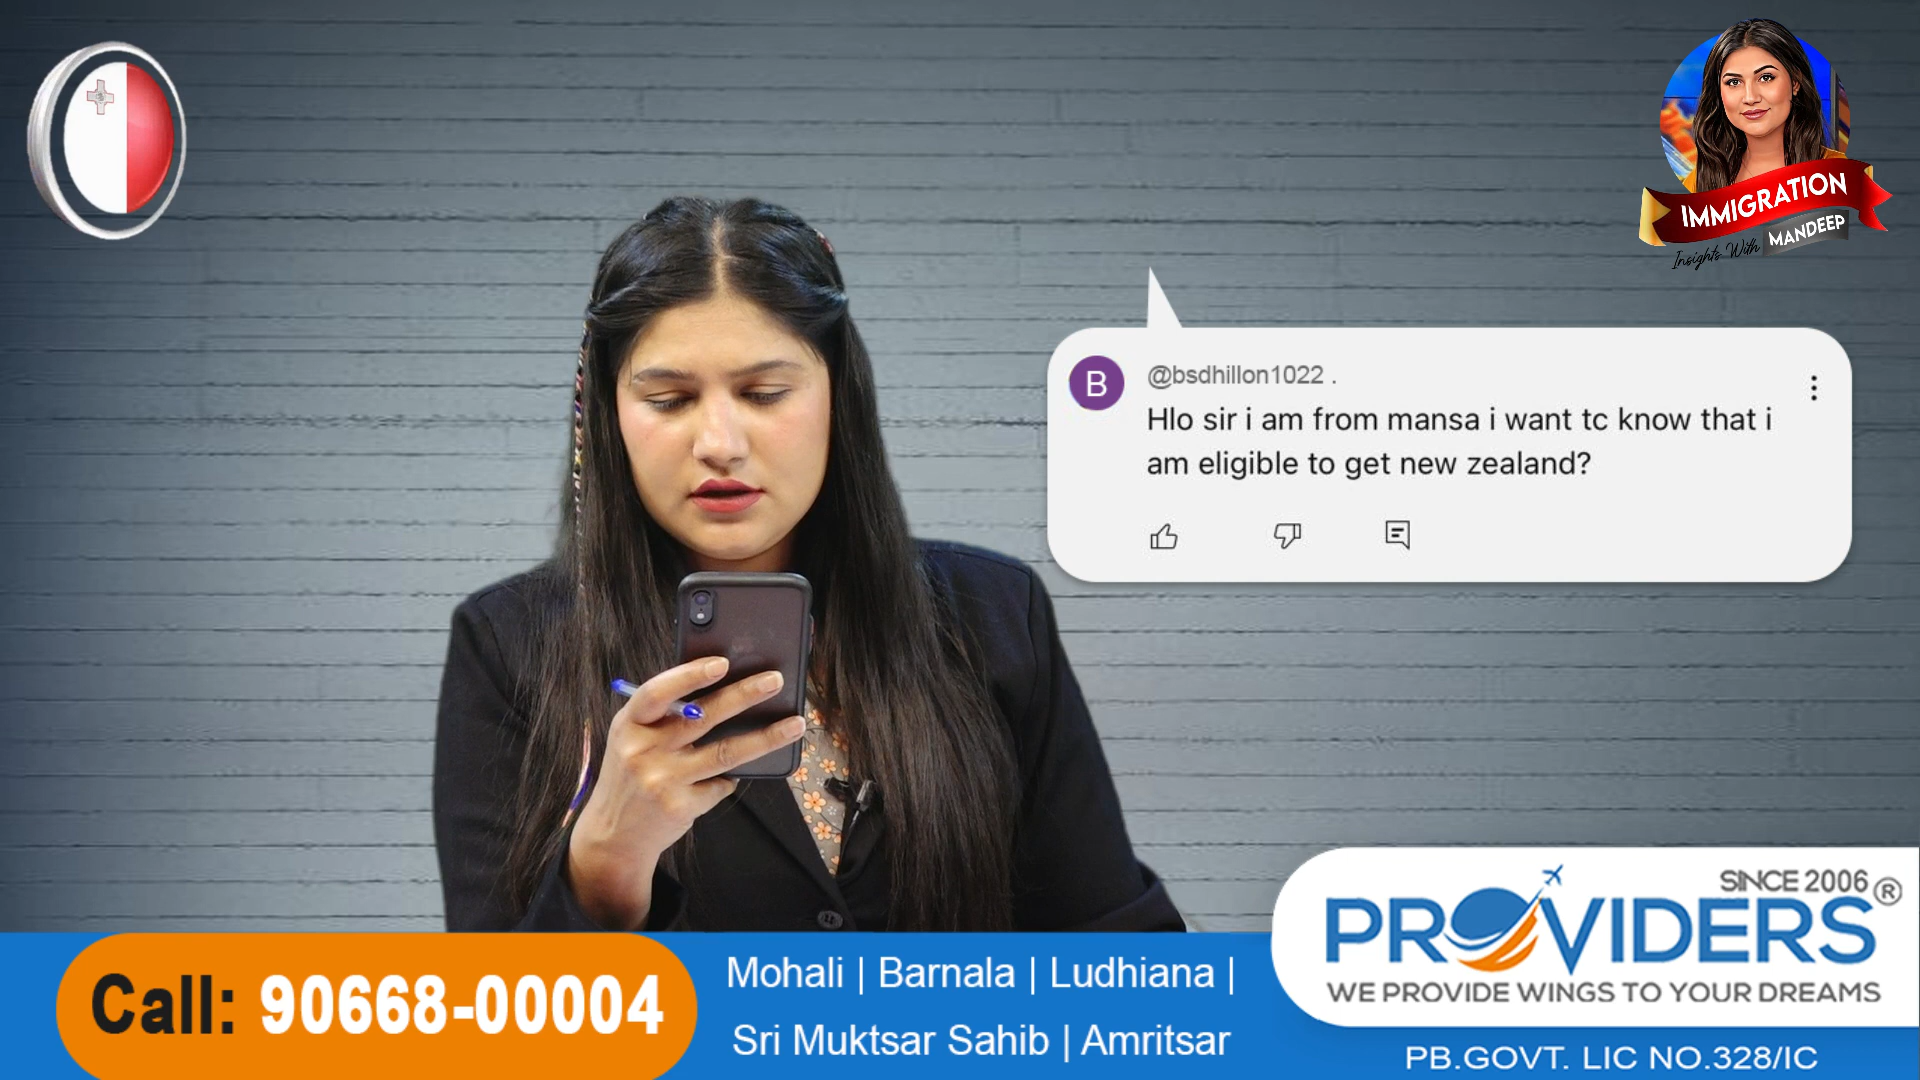 IMMIGRATION
Insights With MANDEEP
B
@bsdhillon1022 .
Hlo sir i am from mansa i want tc know that i
am eligible to get new zealand?
SINCE 2006
PROVIDERS®
WE PROVIDE WINGS TO YOUR DREAMS
Call: 90668-00004
Mohali | Barnala | Ludhiana |
Sri Muktsar Sahib | Amritsar
PB.GOVT. LIC NO.328/IC